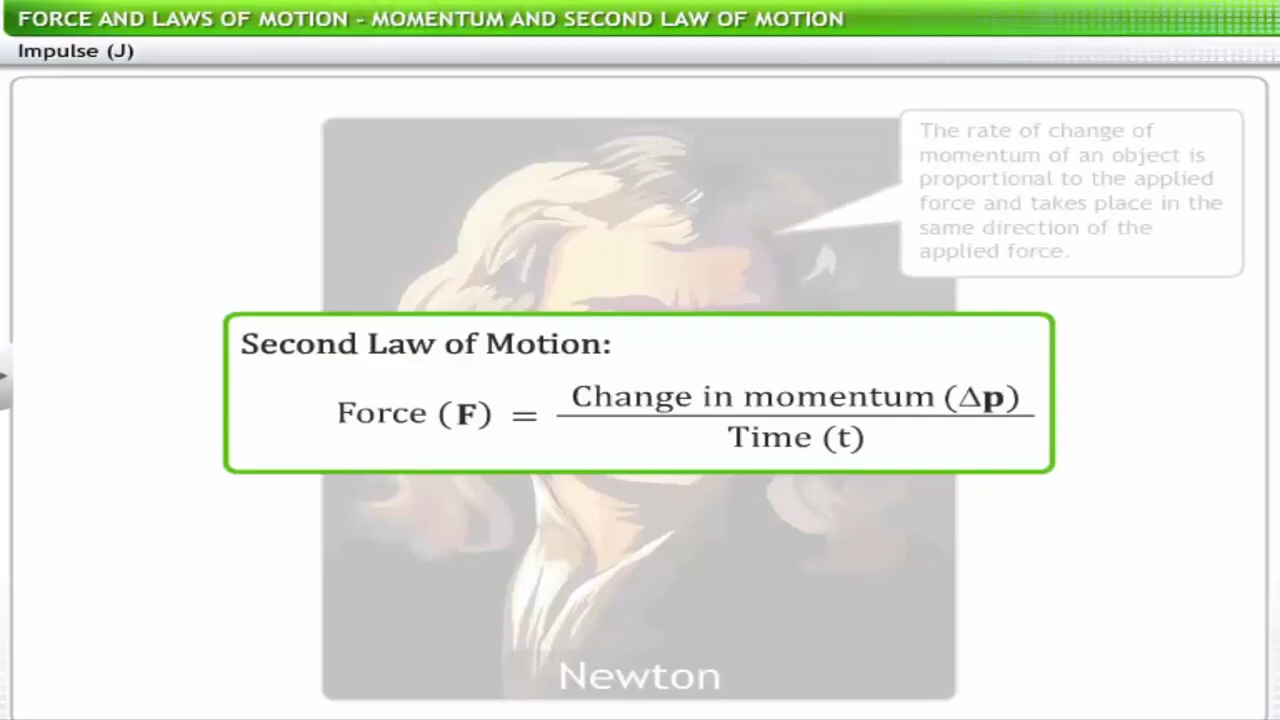 FORCE AND LAWS OF MOTION - MOMENTUM AND SECOND LAW OF MOTION
Impulse (J)
The rate of change of
momentum of an object is
proportional to the applied
force and takes place in the
same direction of the
applied force.
Second Law of Motion:
Force (F) = Change in momentum (Δp)
Time (t)
Newton